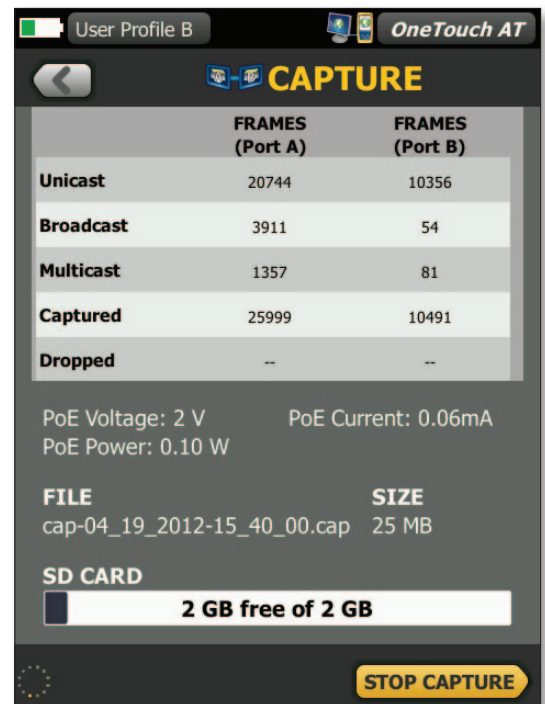 User Profile B
OneTouch AT
CAPTURE
FRAMES FRAMES
(Port A) (Port B)
Unicast 20744 10356
Broadcast 3911 54
Multicast 1357 81
Captured 25999 10491
Dropped -- --
PoE Voltage: 2 V PoE Current: 0.06mA
PoE Power: 0.10 W
FILE SIZE
cap-04_19_2012-15_40_00.cap 25 MB
SD CARD
2 GB free of 2 GB
STOP CAPTURE